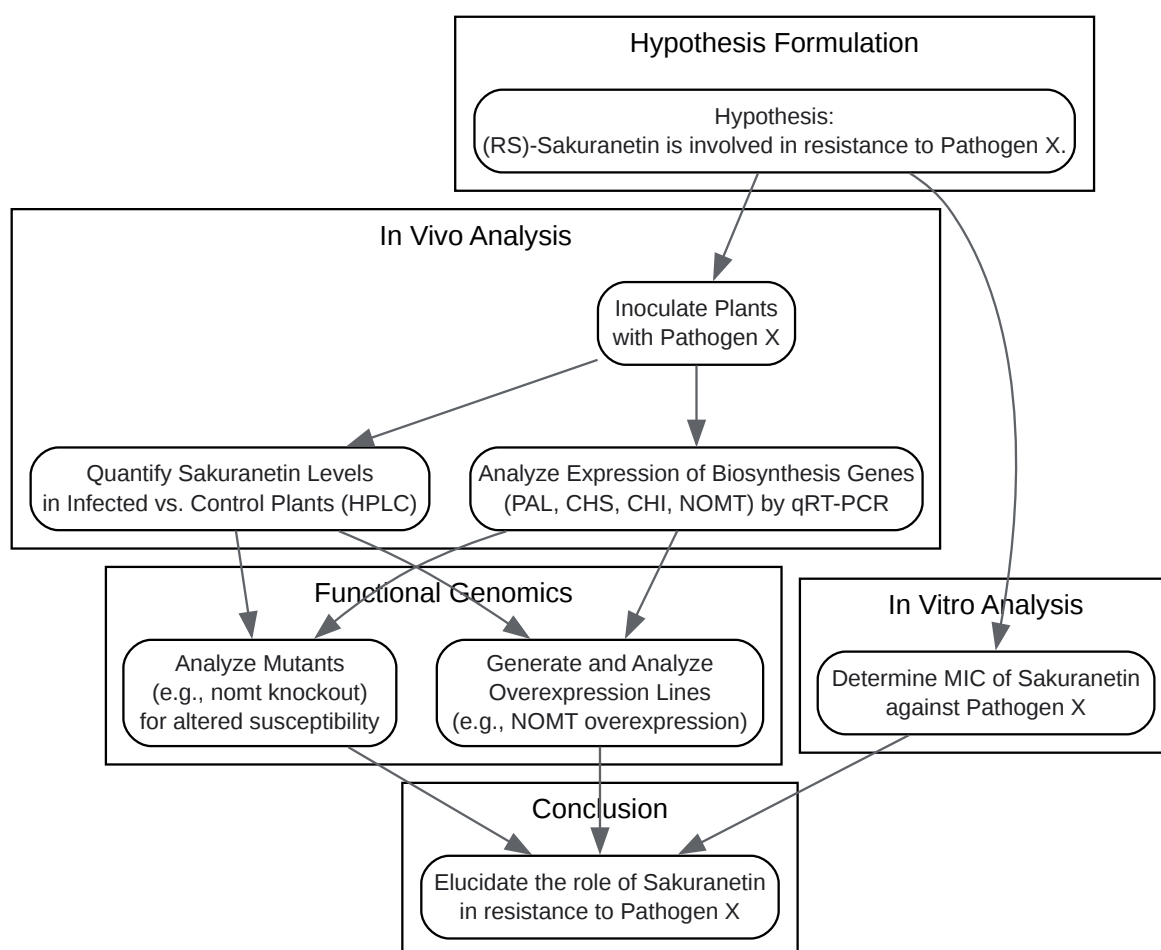 Hypothesis Formulation
Hypothesis:
(RS)-Sakuranetin is involved in resistance to Pathogen X.
In Vivo Analysis
Inoculate Plants
with Pathogen X
Quantify Sakuranetin Levels
in Infected vs. Control Plants (HPLC)
Analyze Expression of Biosynthesis Genes
(PAL, CHS, CHI, NOMT) by qRT-PCR
Functional Genomics
Analyze Mutants
(e.g., nomt knockout)
for altered susceptibility
Generate and Analyze
Overexpression Lines
(e.g., NOMT overexpression)
In Vitro Analysis
Determine MIC of Sakuranetin
against Pathogen X
Conclusion
Elucidate the role of Sakuranetin
in resistance to Pathogen X